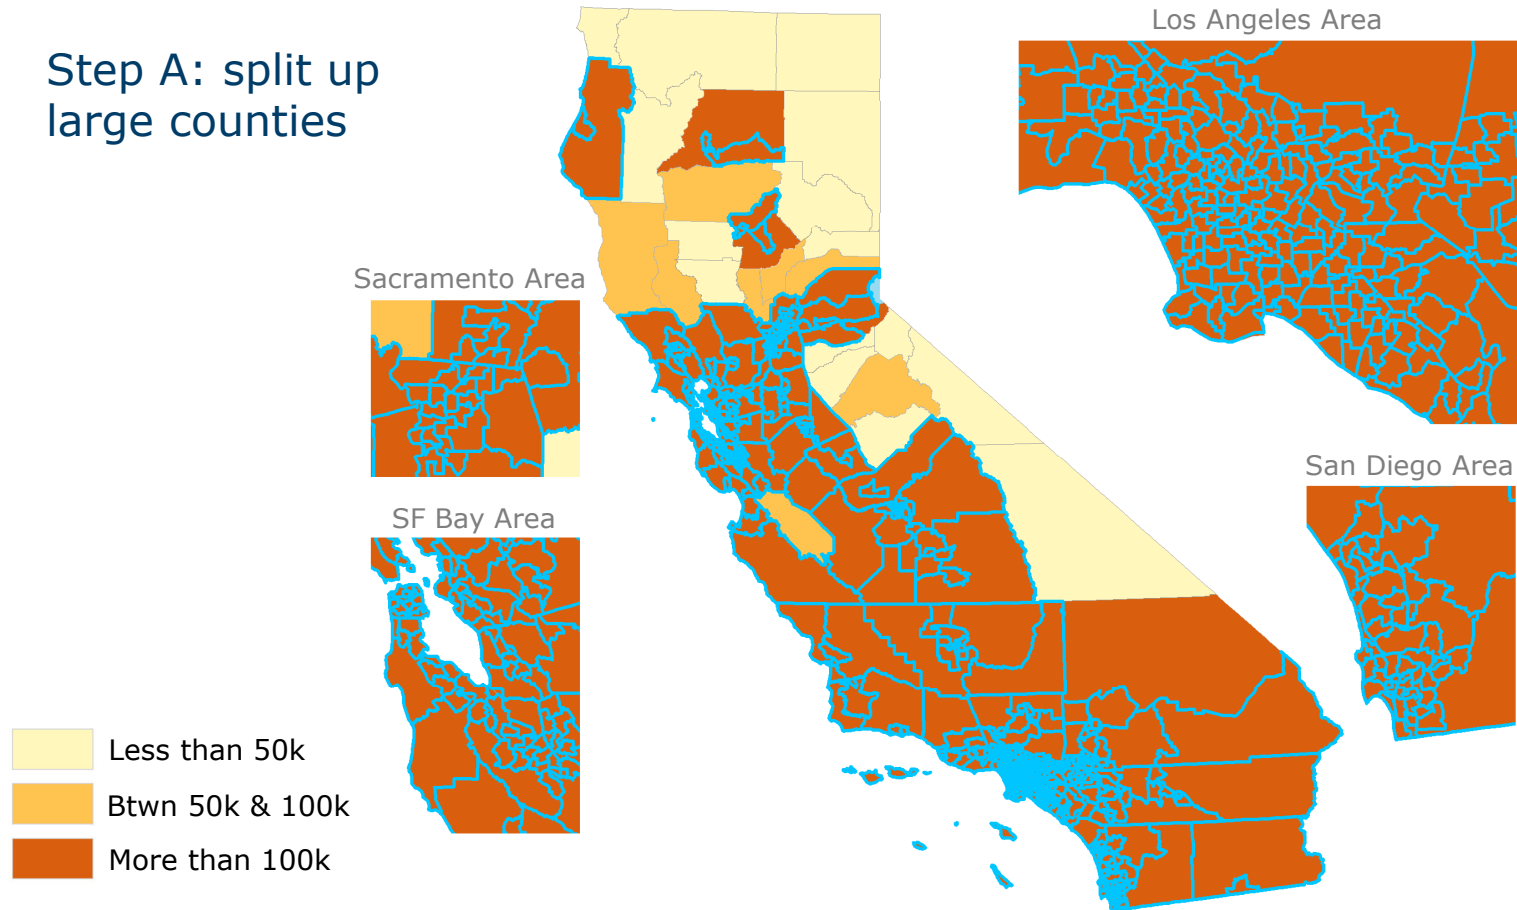 Step A: split up
large counties
Los Angeles Area
Sacramento Area
San Diego Area
SF Bay Area
Less than 50k
Btwn 50k & 100k
More than 100k